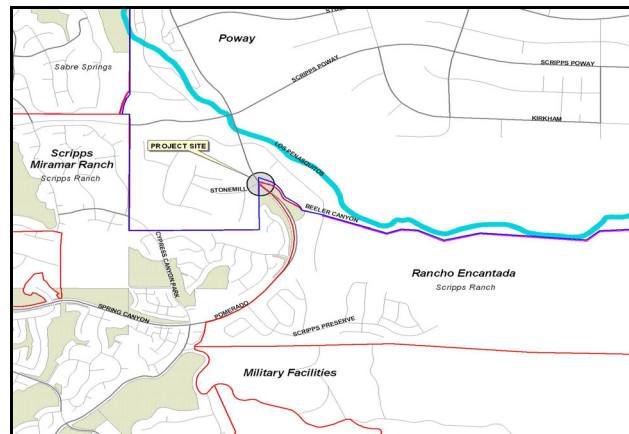 Poway
SCRIPPS POWAY
SCRIPPS POWAY
Sabre Springs
KIRKHAM
PROJECT SITE
LOS PENASQUITOS
Scripps
Miramar Ranch
Scripps Ranch
STONEMILL
BEELER CANYON
CYPRESS CANYON PARK
Rancho Encantada
Scripps Ranch
SPRING CANYON
POMERADO
SCRIPPS PRESERVE
Military Facilities